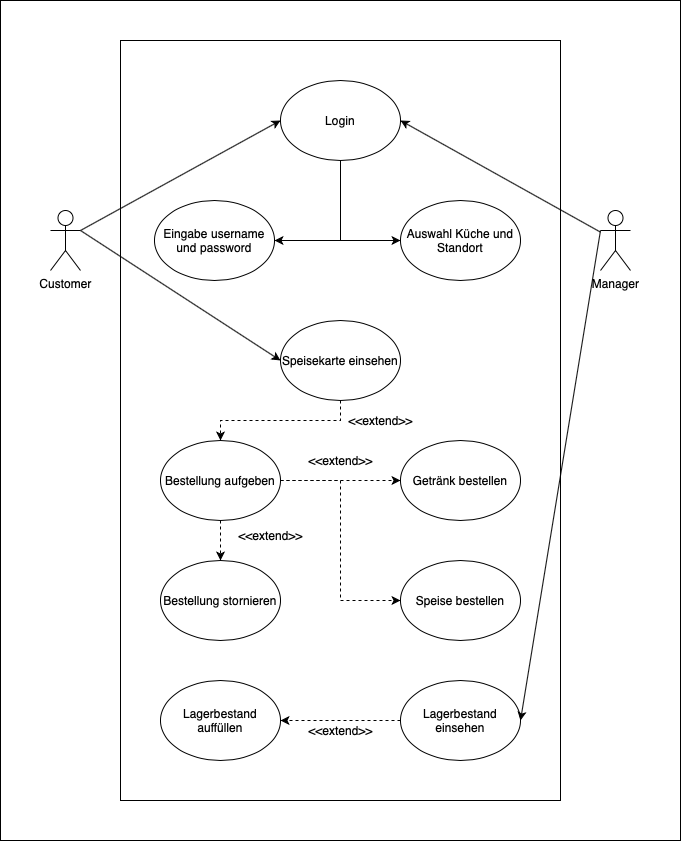 Login
Eingabe username
und password
Auswahl Küche und
Standort
Customer
Manager
Speisekarte einsehen
<<extend>>
<<extend>>
Bestellung aufgeben
Getränk bestellen
<<extend>>
Bestellung stornieren
Speise bestellen
Lagerbestand
auffüllen
Lagerbestand
einsehen
<<extend>>